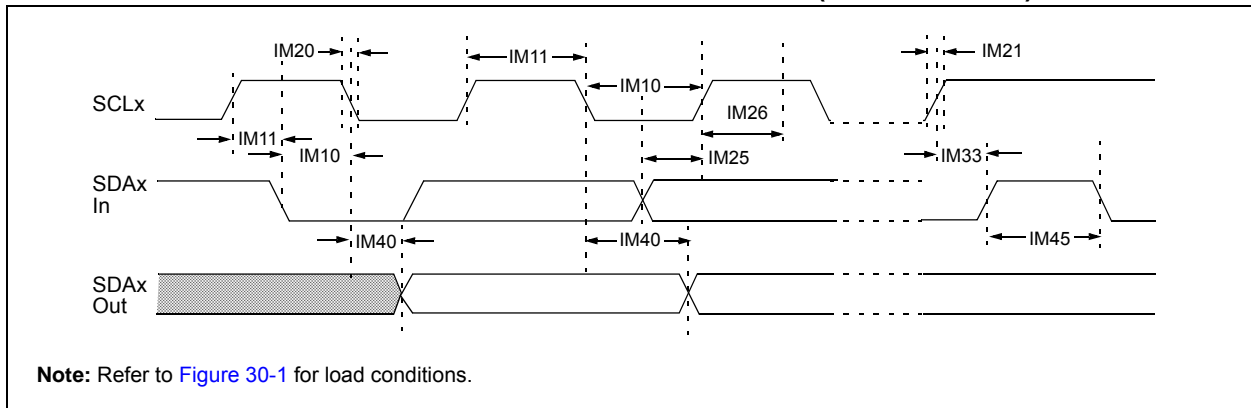 IM20
IM11
IM21
IM10
SCLx
IM26
IM11
IM10
IM25
IM33
SDAx
In
IM40
IM40
IM45
SDAx
Out
Note: Refer to Figure 30-1 for load conditions.